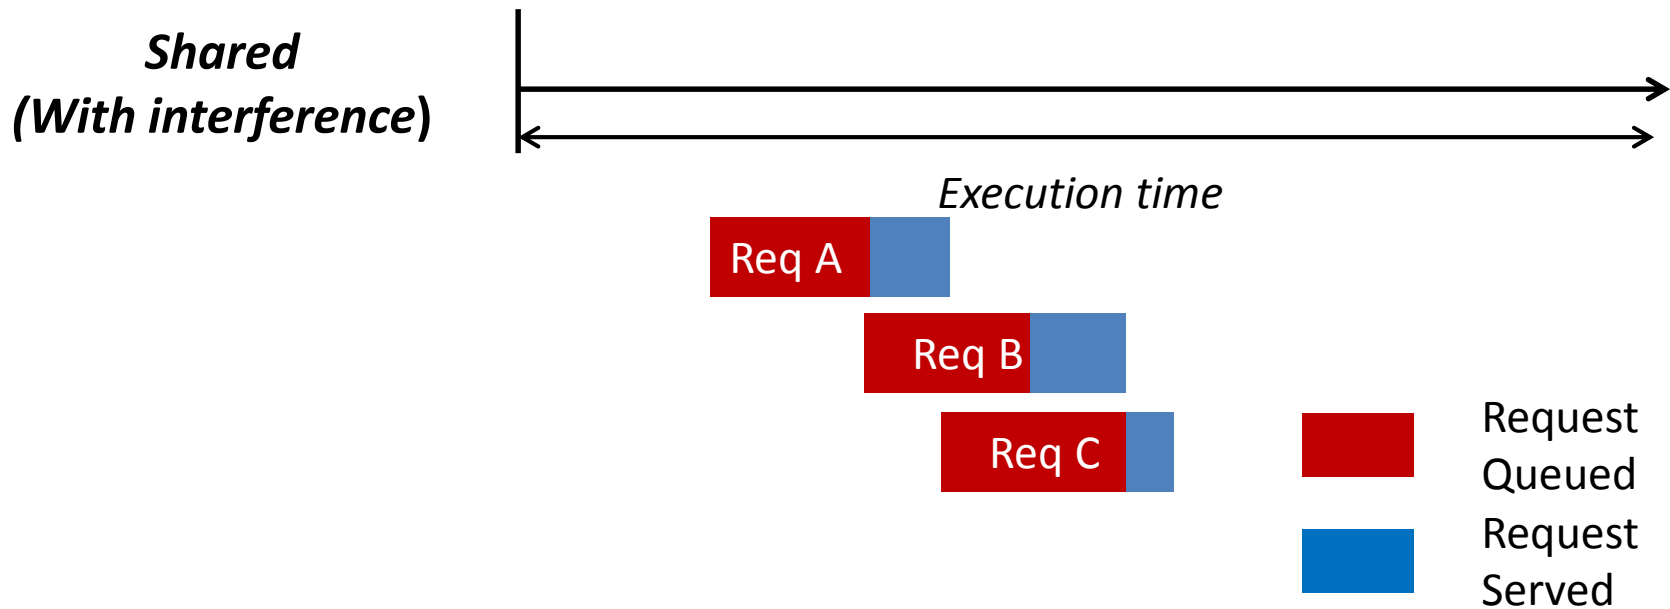 Shared
(With interference)
Execution time
Req A
Req B
Req C
Request
Queued
Request
Served